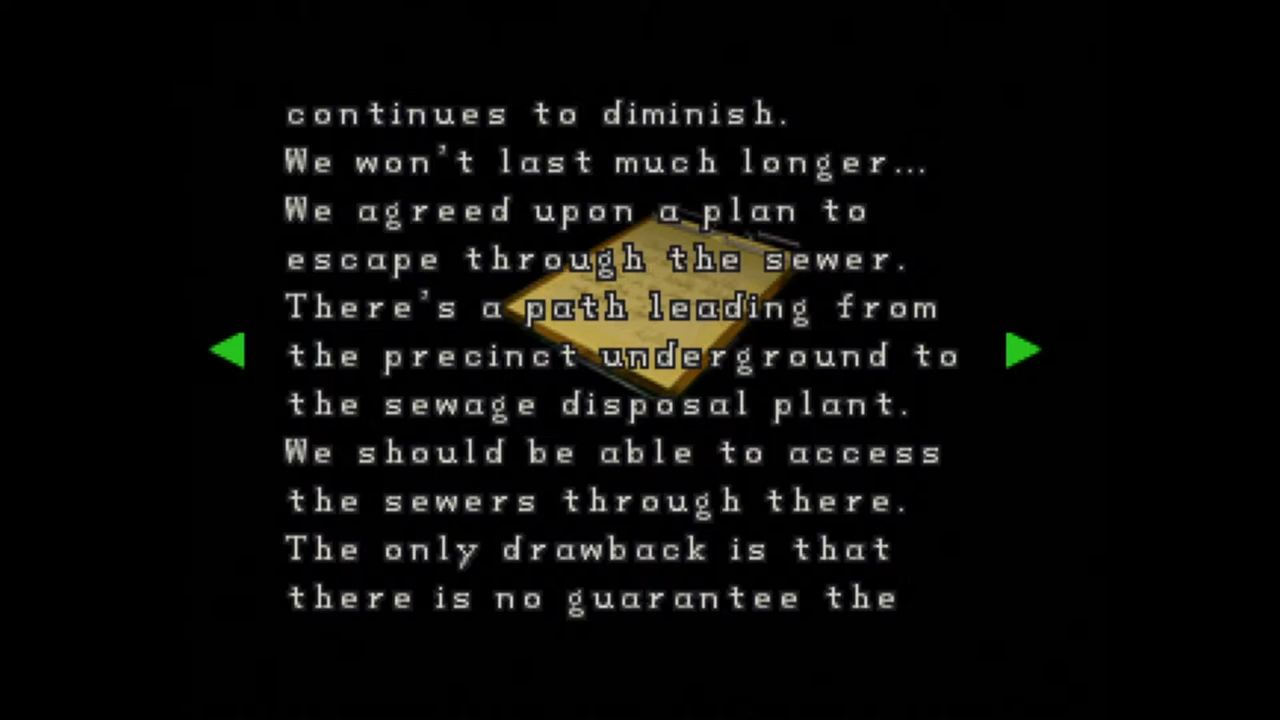 continues to diminish.
We won't last much longer...
We agreed upon a plan to
escape through the sewer.
There's a path leading from
the precinct underground to
the sewage disposal plant.
We should be able to access
the sewers through there.
The only drawback is that
there is no guarantee the